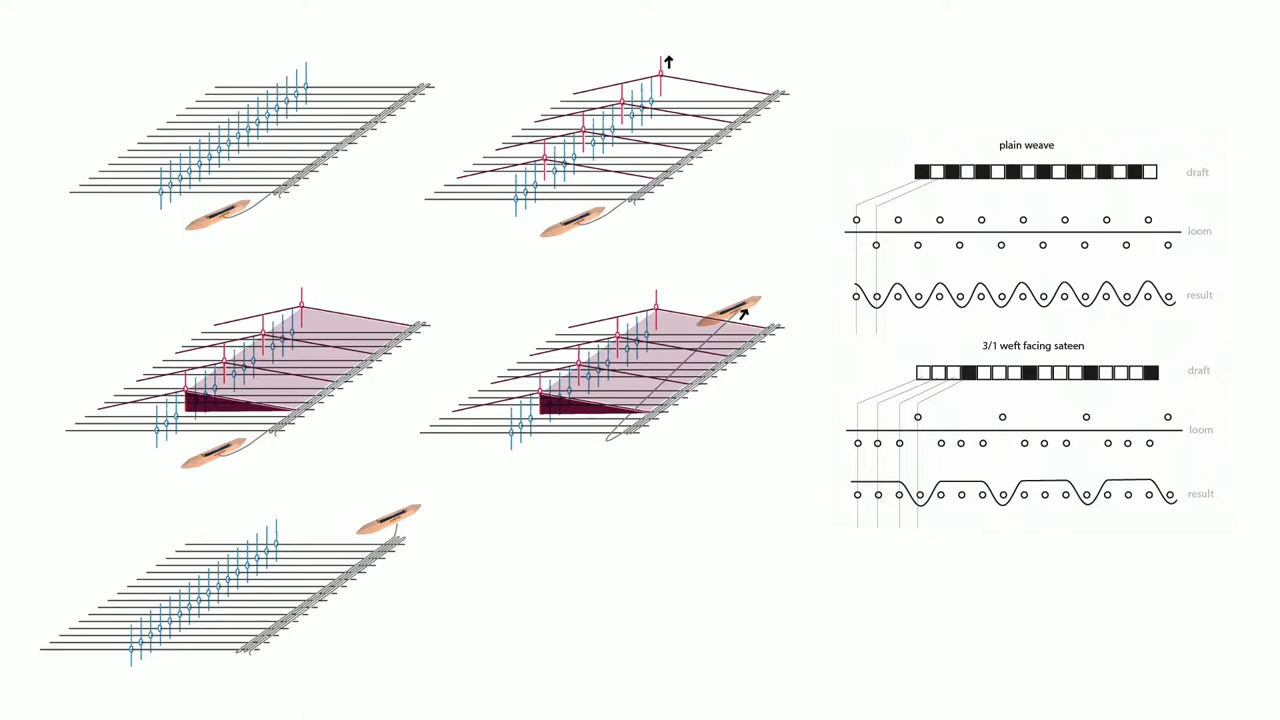 plain weave
draft
loom
result
3/1 weft facing sateen
draft
loom
result